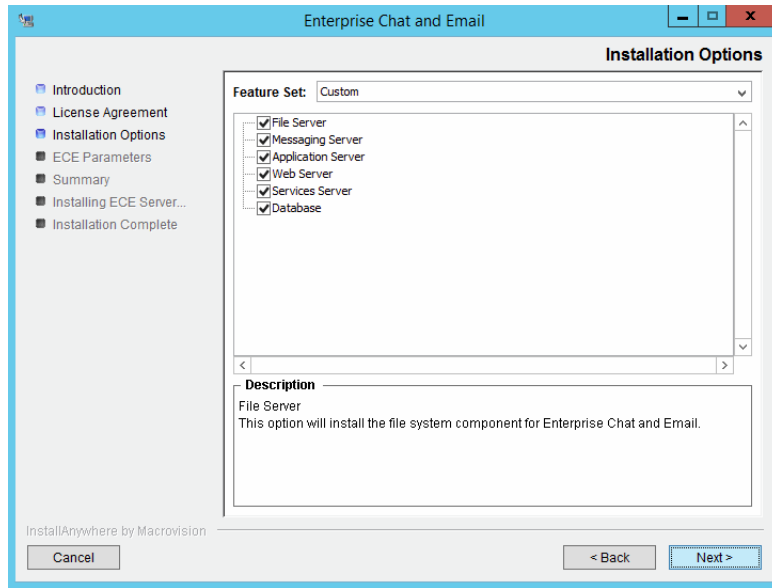 Enterprise Chat and Email
Installation Options
Introduction
License Agreement
Installation Options
ECE Parameters
Summary
Installing ECE Server...
Installation Complete
Feature Set: Custom
File Server
Messaging Server
Application Server
Web Server
Services Server
Database
Description
File Server
This option will install the file system component for Enterprise Chat and Email.
InstallAnywhere by Macrovision
Cancel
< Back
Next >